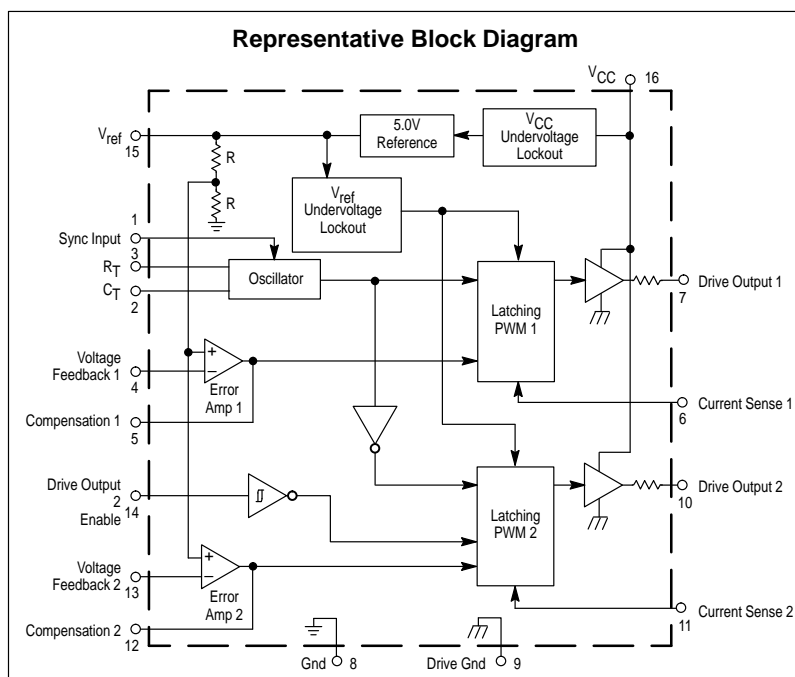 Representative Block Diagram
VCC
16
Vref
15
R
R
5.0V
Reference
VCC
Undervoltage
Lockout
Vref
Undervoltage
Lockout
1
Sync Input
3
RT
CT
2
Oscillator
Latching
PWM 1
Drive Output 1
7
Voltage
Feedback 1
4
+
–
Error
Amp 1
Compensation 1
5
Current Sense 1
6
Drive Output
2
14
Enable
Latching
PWM 2
Drive Output 2
10
Voltage
Feedback 2
13
+
–
Error
Amp 2
Compensation 2
12
Current Sense 2
11
Gnd
8
Drive Gnd
9